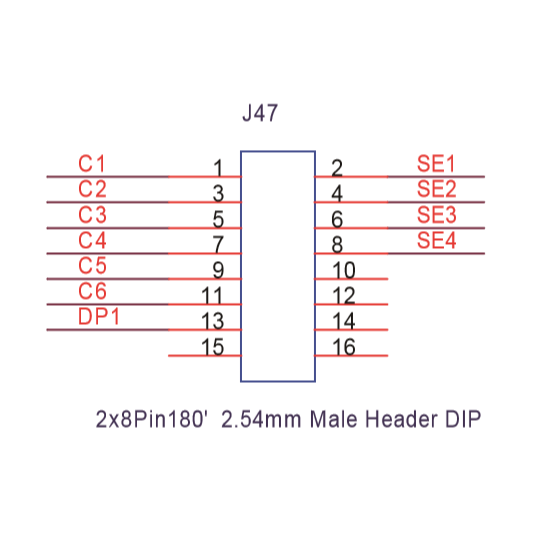 J47
C1 1 2 SE1
C2 3 4 SE2
C3 5 6 SE3
C4 7 8 SE4
C5 9 10
C6 11 12
DP1 13 14
15 16
2x8Pin180' 2.54mm Male Header DIP